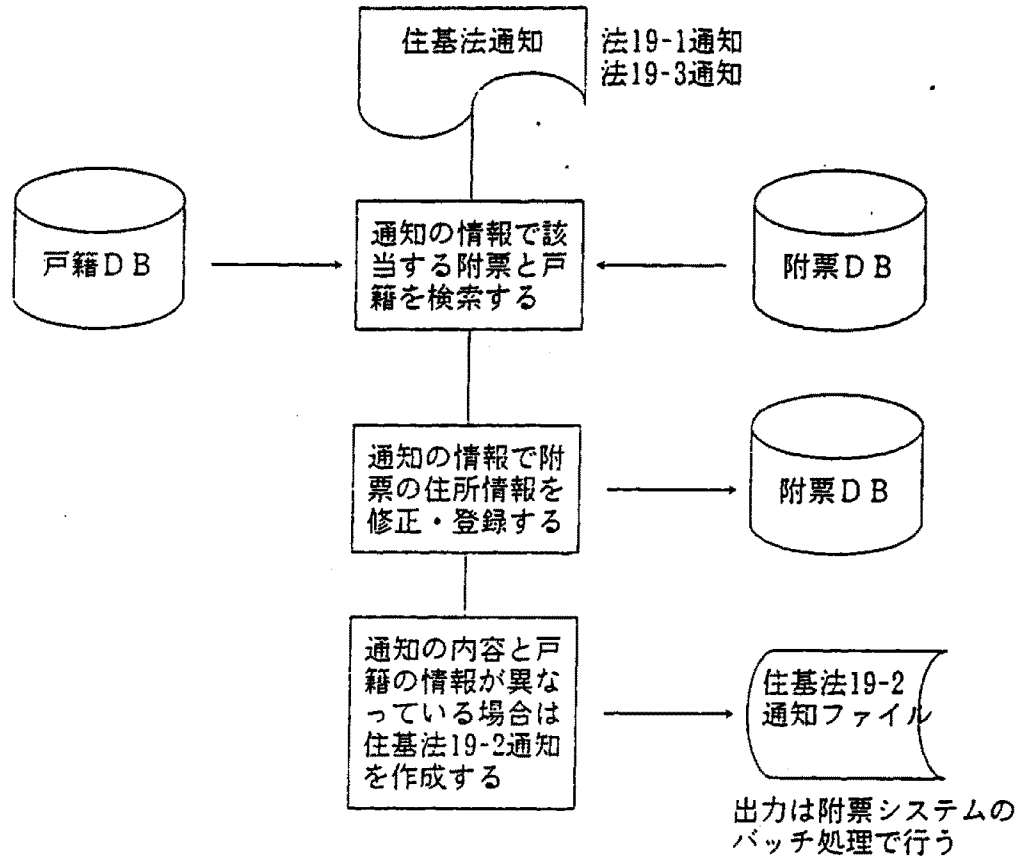 住基法通知
法19-1通知
法19-3通知
戸籍ＤＢ
通知の情報で該
当する附票と戸
籍を検索する
附票ＤＢ
通知の情報で附
票の住所情報を
修正・登録する
附票ＤＢ
通知の内容と戸
籍の情報が異な
っている場合は
住基法19-2通知
を作成する
住基法19-2
通知ファイル
出力は附票システムの
バッチ処理で行う